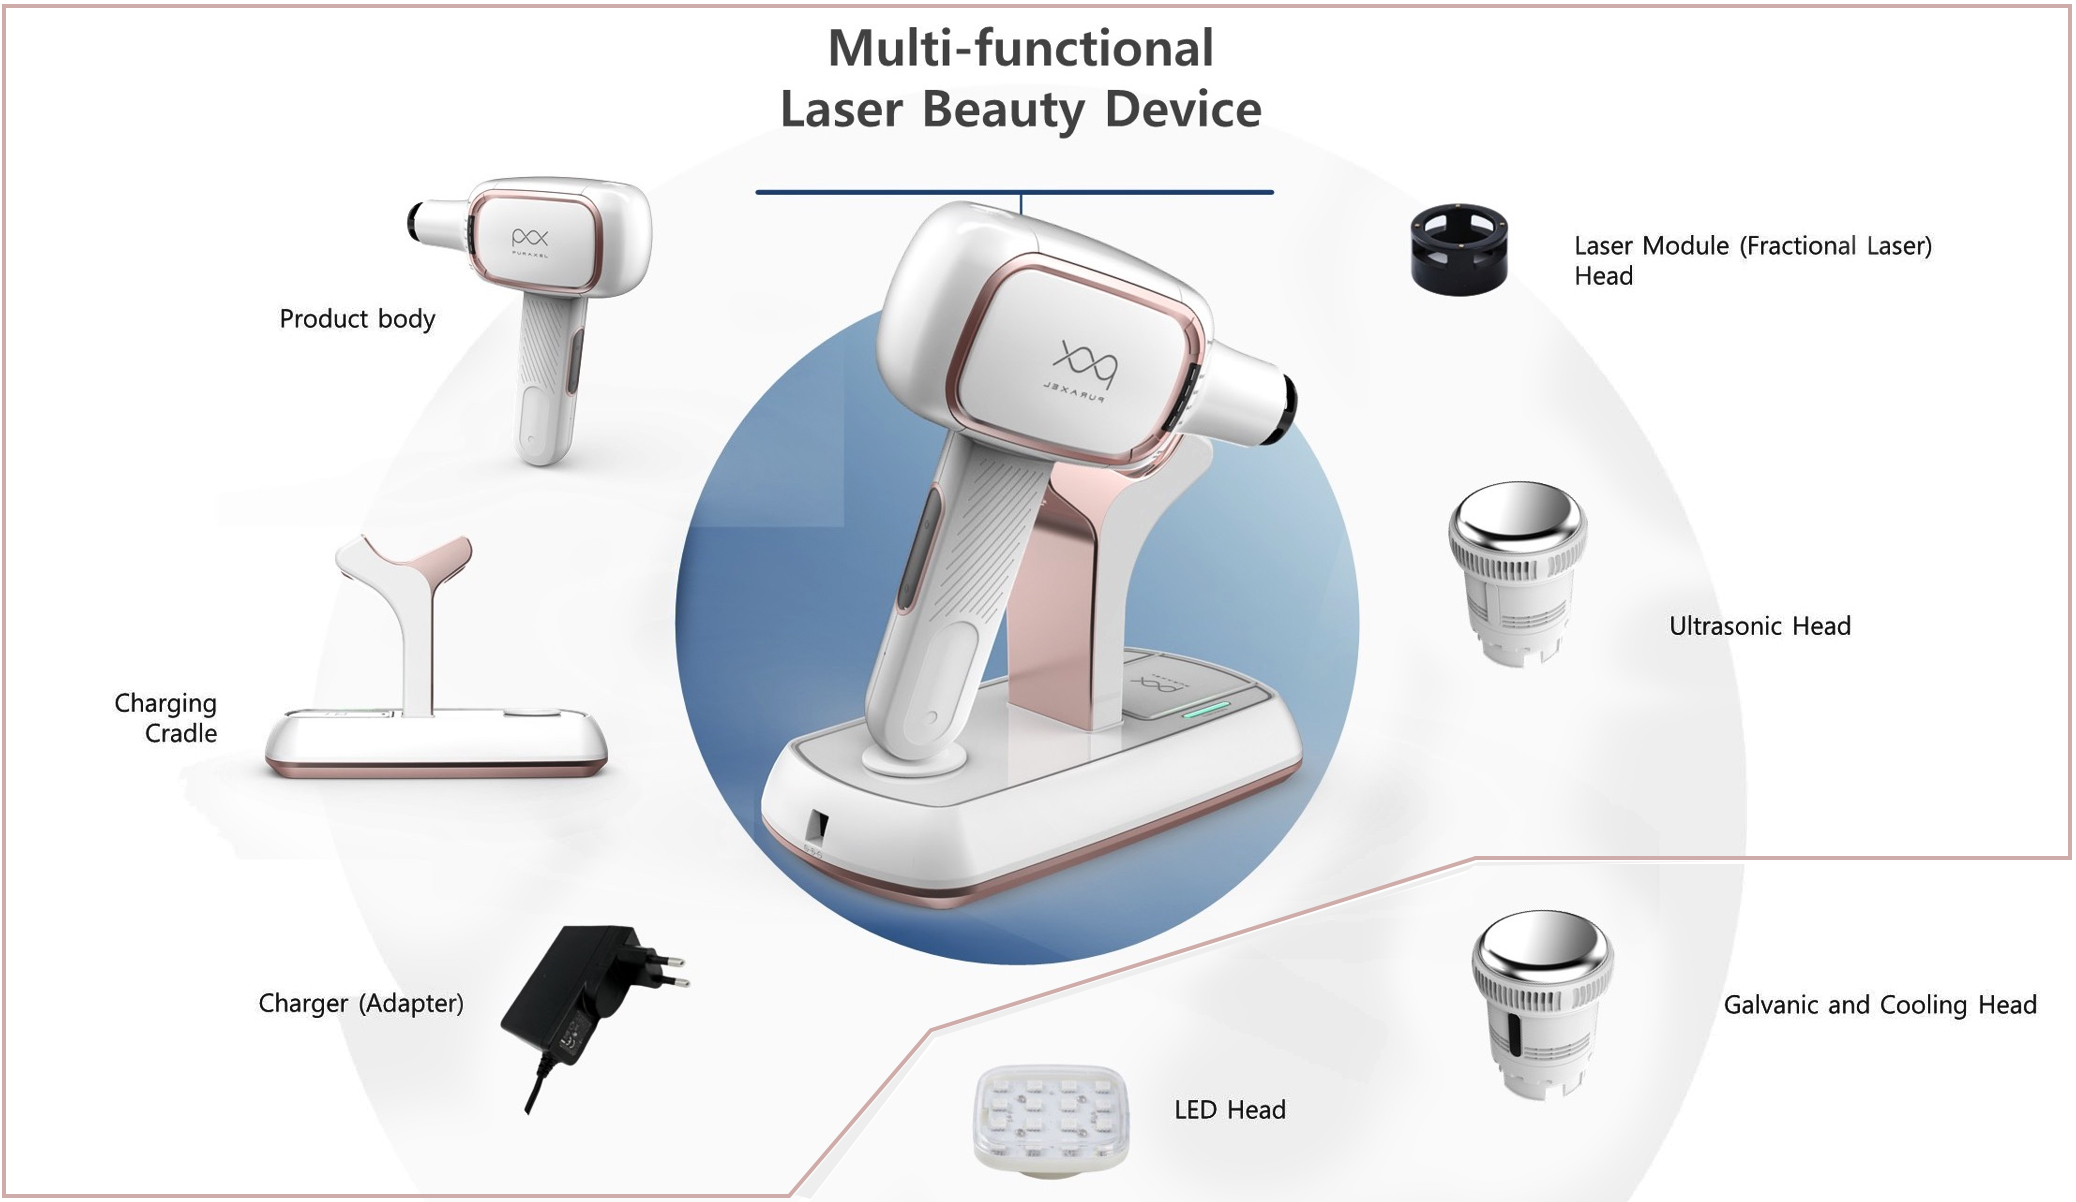 Multi-functional
Laser Beauty Device
PURAXEL
Product body
Laser Module (Fractional Laser)
Head
PURAXEL
Ultrasonic Head
Charging
Cradle
Charger (Adapter)
Galvanic and Cooling Head
LED Head